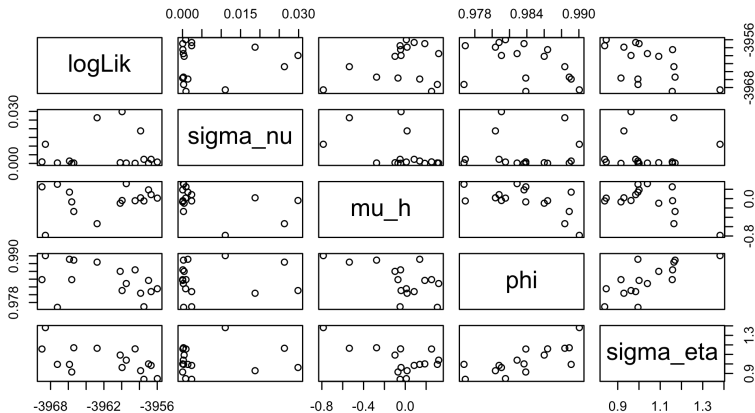 0.000 0.015 0.030
0.978 0.984 0.990
logLik
-3968 -3956
0.000 0.030
sigma_nu
mu_h
-0.8 0.0
0.978 0.990
phi
sigma_eta
0.9 1.3
-3968 -3962 -3956
-0.8 -0.4 0.0
0.9 1.1 1.3